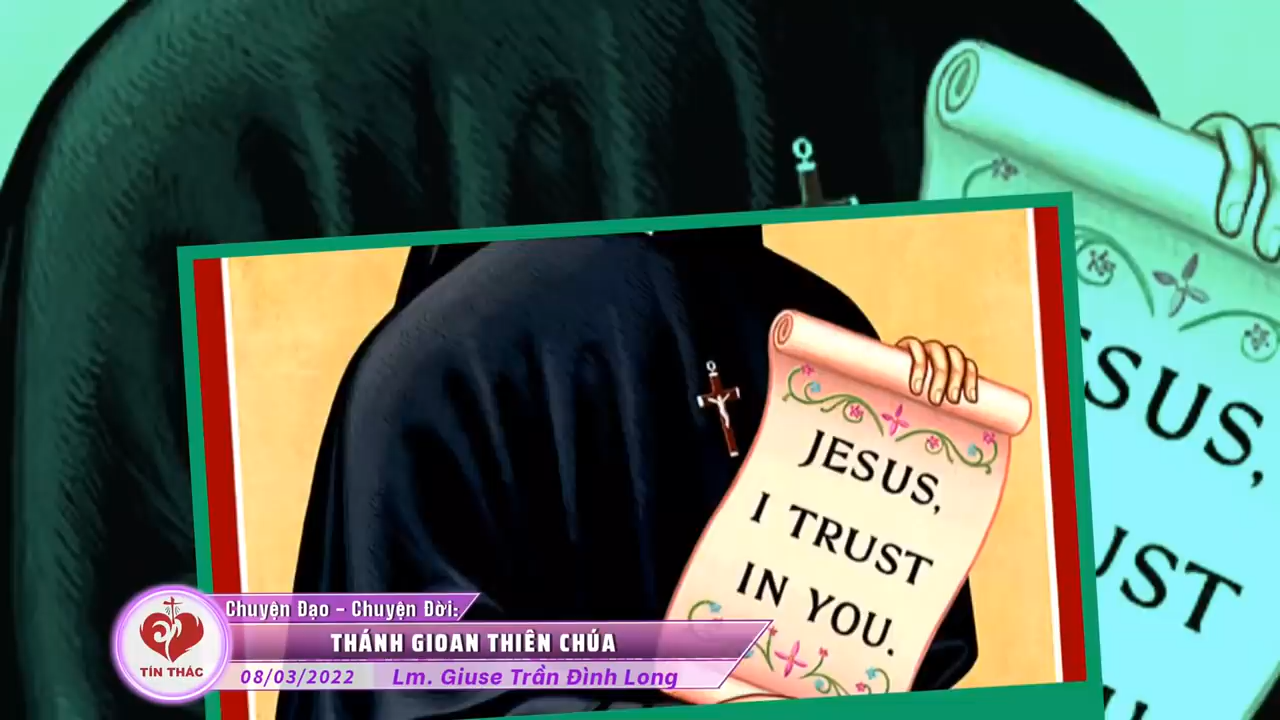 JESUS,
I TRUST
IN YOU.
ESUS,
UST
Chuyện Đạo - Chuyện Đời:
THÁNH GIOAN THIÊN CHÚA
08/03/2022
Lm. Giuse Trần Đình Long
TÍN THÁC